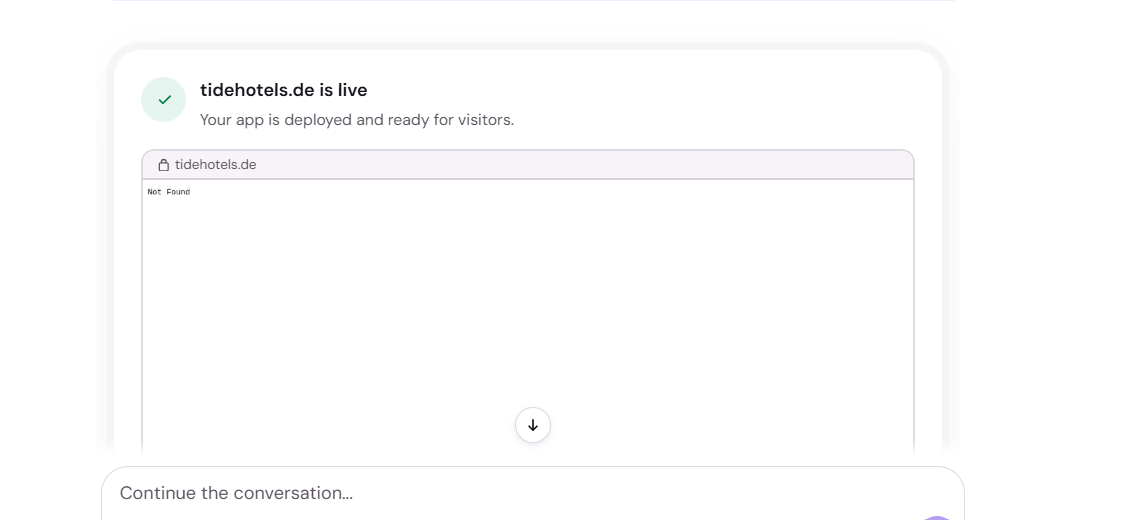 tidehotels.de is live
Your app is deployed and ready for visitors.
tidehotels.de
Not Found
Continue the conversation...